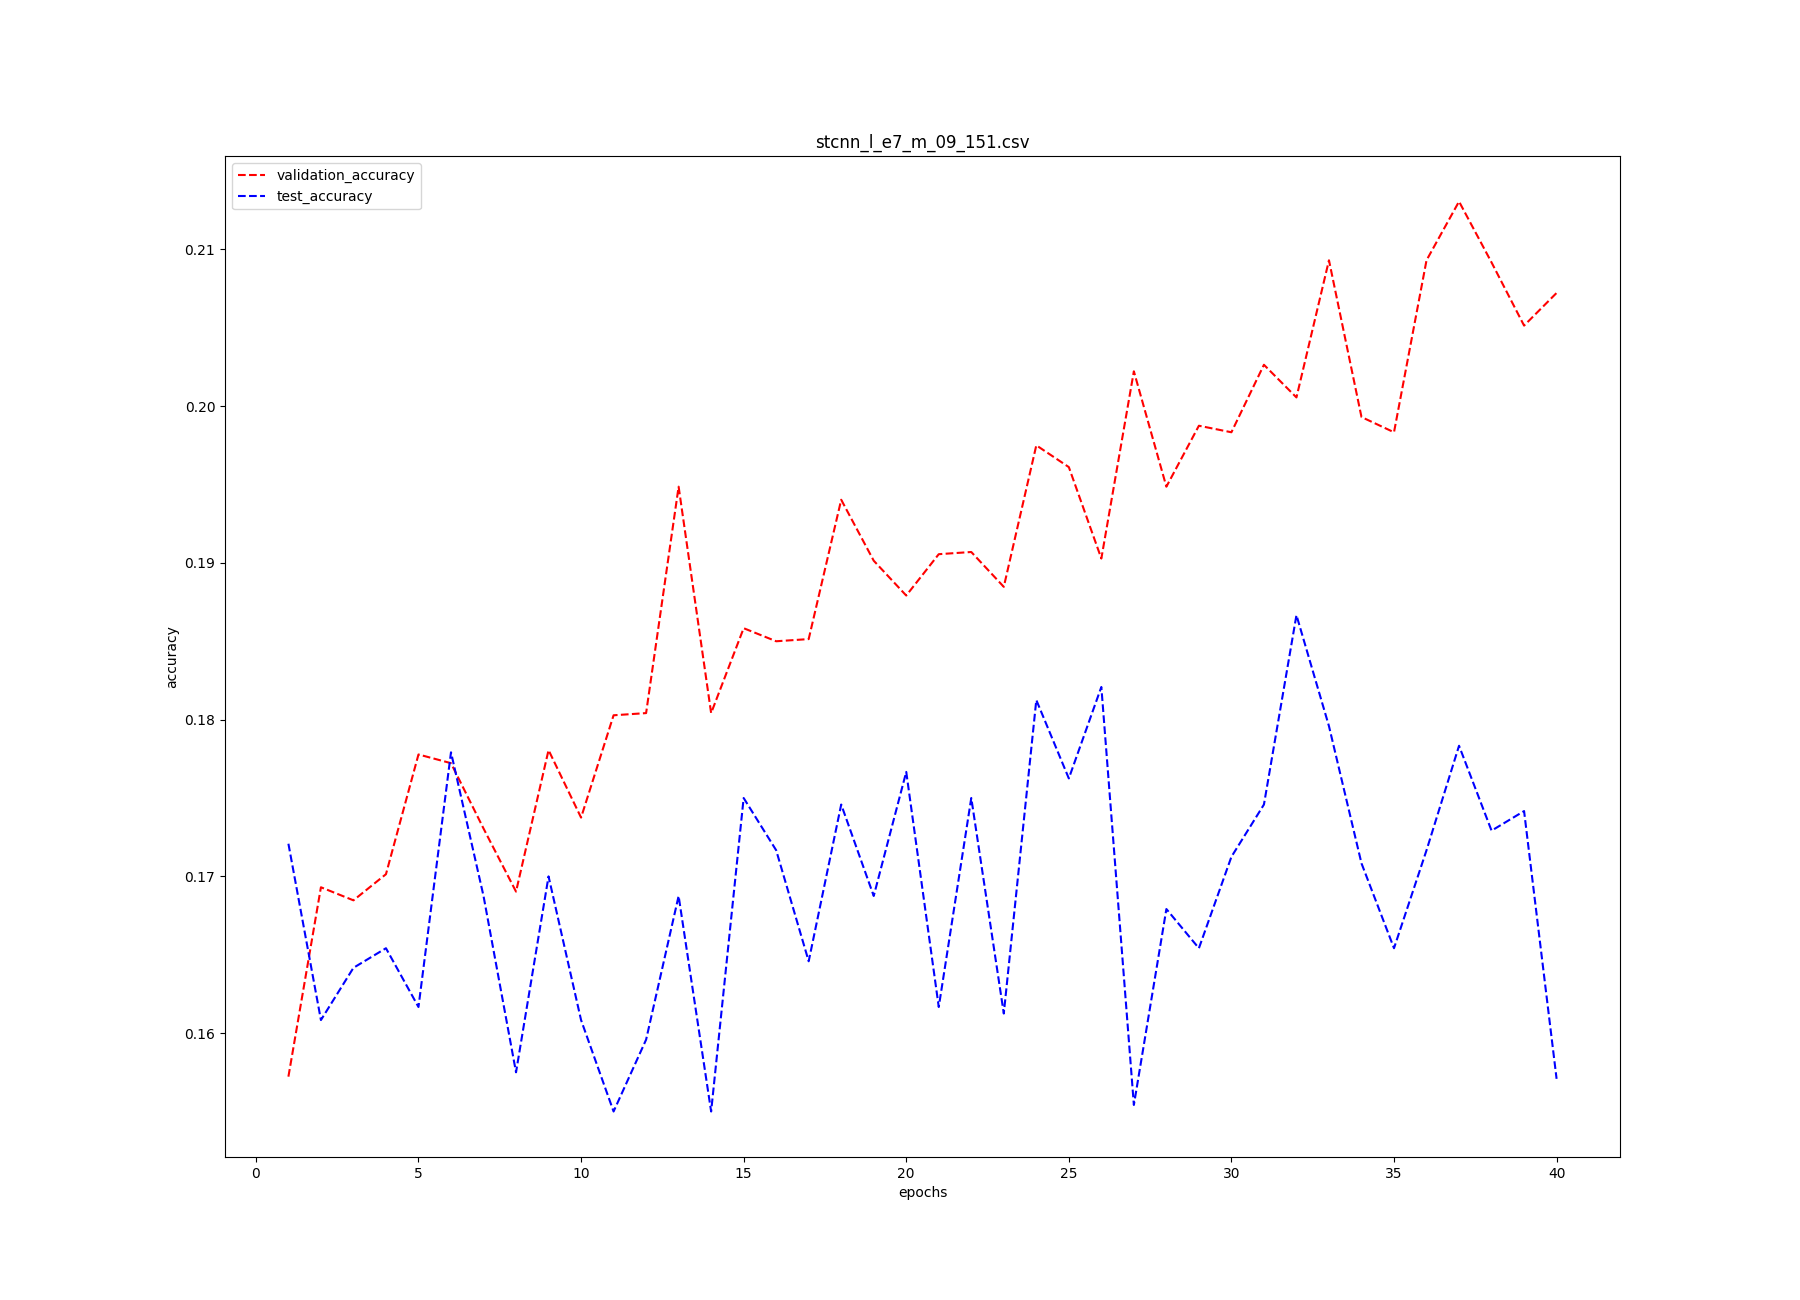 stcnn_l_e7_m_09_151.csv
validation_accuracy
test_accuracy
0.21
0.20
0.19
0.18
0.17
0.16
accuracy
0 5 10 15 20 25 30 35 40
epochs